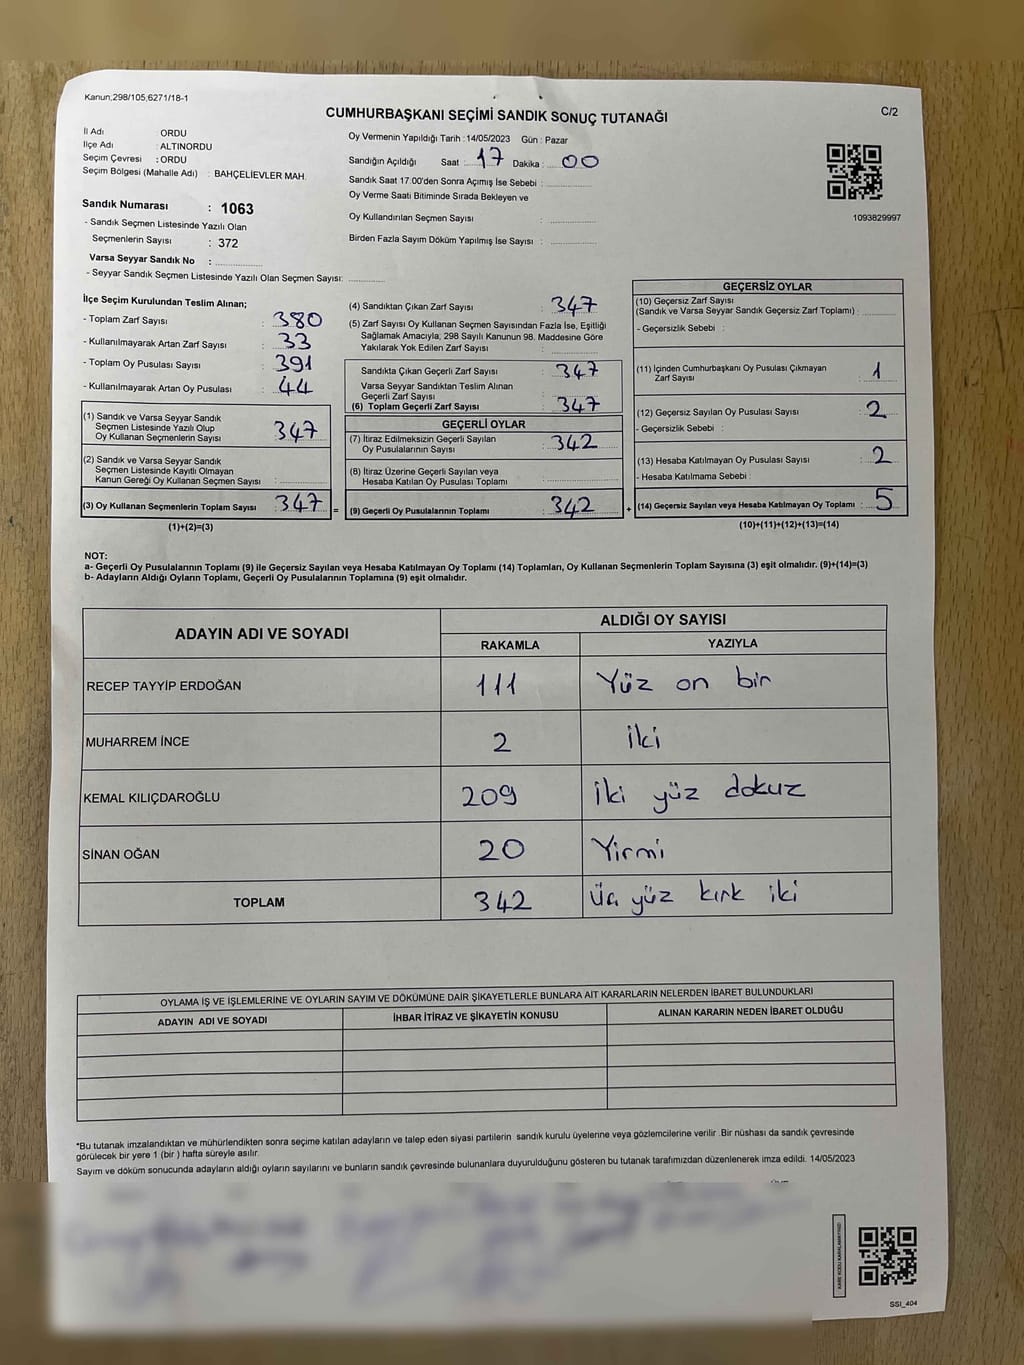 Kanun;298/105;6271/18-1
CUMHURBAŞKANI SEÇİMİ SANDIK SONUÇ TUTANAĞI
C/2
İl Adı ORDU
İlçe Adı : ALTINORDU
Seçim Çevresi : ORDU
Seçim Bölgesi (Mahalle Adı) : BAHÇELİEVLER MAH.
Sandık Numarası : 1063
- Sandık Seçmen Listesinde Yazılı Olan
Seçmenlerin Sayısı : 372
Varsa Seyyar Sandık No :
- Seyyar Sandık Seçmen Listesinde Yazılı Olan Seçmen Sayısı:
Oy Vermenin Yapıldığı Tarih : 14/05/2023 Gün : Pazar
Sandığın Açıldığı Saat : 17 Dakika : 00
Sandık Saat 17:00'den Sonra Açımış İse Sebebi :
Oy Verme Saati Bitiminde Sırada Bekleyen ve
Oy Kullandırılan Seçmen Sayısı :
Birden Fazla Sayım Döküm Yapılmış İse Sayısı :
1093829997
İlçe Seçim Kurulundan Teslim Alınan;
- Toplam Zarf Sayısı : 380
- Kullanılmayarak Artan Zarf Sayısı : 33
- Toplam Oy Pusulası Sayısı : 391
- Kullanılmayarak Artan Oy Pusulası : 44
(1) Sandık ve Varsa Seyyar Sandık
Seçmen Listesinde Yazılı Olup
Oy Kullanan Seçmenlerin Sayısı : 347
(2) Sandık ve Varsa Seyyar Sandık
Seçmen Listesinde Kayıtlı Olmayan
Kanun Gereği Oy Kullanan Seçmen Sayısı :
(3) Oy Kullanan Seçmenlerin Toplam Sayısı : 347
(1)+(2)=(3)
=
(4) Sandıktan Çıkan Zarf Sayısı : 347
(5) Zarf Sayısı Oy Kullanan Seçmen Sayısından Fazla İse, Eşitliği
Sağlamak Amacıyla, 298 Sayılı Kanunun 98. Maddesine Göre
Yakılarak Yok Edilen Zarf Sayısı :
Sandıkta Çıkan Geçerli Zarf Sayısı : 347
Varsa Seyyar Sandıktan Teslim Alınan
Geçerli Zarf Sayısı :
(6) Toplam Geçerli Zarf Sayısı : 347
GEÇERLİ OYLAR
(7) İtiraz Edilmeksizin Geçerli Sayılan
Oy Pusulalarının Sayısı : 342
(8) İtiraz Üzerine Geçerli Sayılan veya
Hesaba Katılan Oy Pusulası Toplamı :
(9) Geçerli Oy Pusulalarının Toplamı : 342
+
GEÇERSİZ OYLAR
(10) Geçersiz Zarf Sayısı
(Sandık ve Varsa Seyyar Sandık Geçersiz Zarf Toplamı) :
- Geçersizlik Sebebi :
(11) İçinden Cumhurbaşkanı Oy Pusulası Çıkmayan
Zarf Sayısı : 1
(12) Geçersiz Sayılan Oy Pusulası Sayısı : 2
- Geçersizlik Sebebi :
(13) Hesaba Katılmayan Oy Pusulası Sayısı : 2
- Hesaba Katılmama Sebebi :
(14) Geçersiz Sayılan veya Hesaba Katılmayan Oy Toplamı : 5
(10)+(11)+(12)+(13)=(14)
NOT:
a- Geçerli Oy Pusulalarının Toplamı (9) ile Geçersiz Sayılan veya Hesaba Katılmayan Oy Toplamı (14) Toplamları, Oy Kullanan Seçmenlerin Toplam Sayısına (3) eşit olmalıdır. (9)+(14)=(3)
b- Adayların Aldığı Oyların Toplamı, Geçerli Oy Pusulalarının Toplamına (9) eşit olmalıdır.
ADAYIN ADI VE SOYADI
ALDIĞI OY SAYISI
RAKAMLA YAZIYLA
RECEP TAYYİP ERDOĞAN 111 Yüz on bir
MUHARREM İNCE 2 iki
KEMAL KILIÇDAROĞLU 209 iki yüz dokuz
SİNAN OĞAN 20 Yirmi
TOPLAM 342 Üç yüz kırk iki
OYLAMA İŞ VE İŞLEMLERİNE VE OYLARIN SAYIM VE DÖKÜMÜNE DAİR ŞİKAYETLERLE BUNLARA AİT KARARLARIN NELERDEN İBARET BULUNDUKLARI
ADAYIN ADI VE SOYADI İHBAR İTİRAZ VE ŞİKAYETİN KONUSU ALINAN KARARIN NEDEN İBARET OLDUĞU
*Bu tutanak imzalandıktan ve mühürlendikten sonra seçime katılan adayların ve talep eden siyasi partilerin sandık kurulu üyelerine veya gözlemcilerine verilir .Bir nüshası da sandık çevresinde
görülecek bir yere 1 (bir ) hafta süreyle asılır.
Sayım ve döküm sonucunda adayların aldığı oyların sayılarını ve bunların sandık çevresinde bulunanlara duyurulduğunu gösteren bu tutanak tarafımızdan düzenlenerek imza edildi. 14/05/2023
SSİ_404